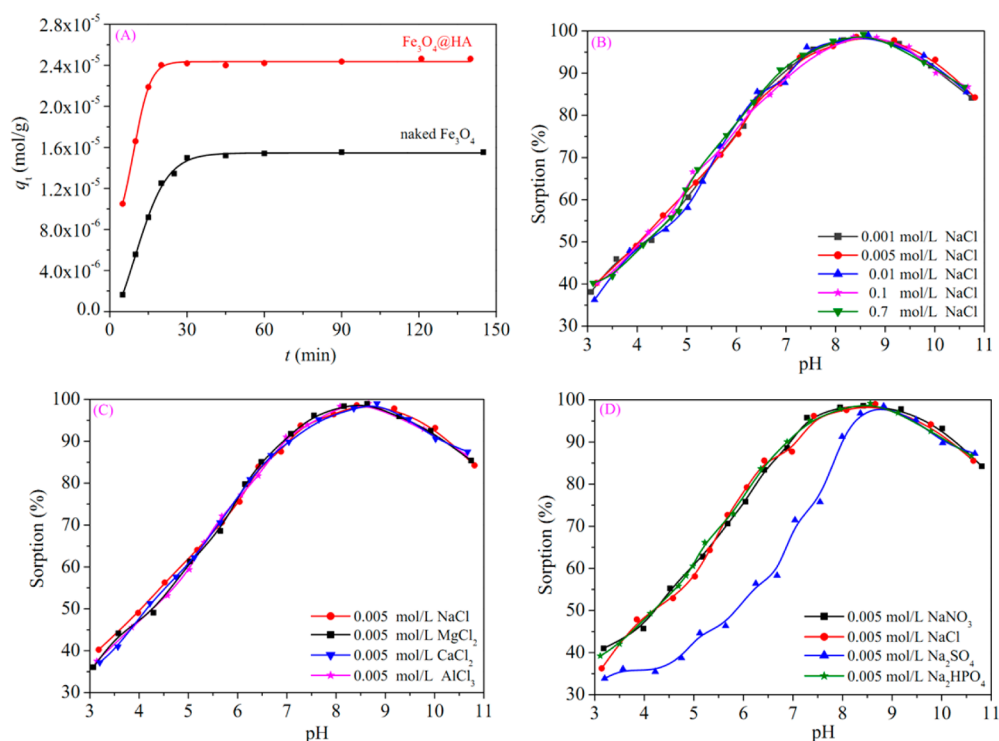 (A)
2.8x10⁻⁵
2.4x10⁻⁵
2.0x10⁻⁵
1.6x10⁻⁵
1.2x10⁻⁵
8.0x10⁻⁶
4.0x10⁻⁶
0.0
qₜ (mol/g)
Fe₃O₄@HA
naked Fe₃O₄
0 30 60 90 120 150
t (min)
(B)
100
90
80
70
60
50
40
30
Sorption (%)
0.001 mol/L NaCl
0.005 mol/L NaCl
0.01 mol/L NaCl
0.1 mol/L NaCl
0.7 mol/L NaCl
3 4 5 6 7 8 9 10 11
pH
(C)
100
90
80
70
60
50
40
30
Sorption (%)
0.005 mol/L NaCl
0.005 mol/L MgCl₂
0.005 mol/L CaCl₂
0.005 mol/L AlCl₃
3 4 5 6 7 8 9 10 11
pH
(D)
100
90
80
70
60
50
40
30
Sorption (%)
0.005 mol/L NaNO₃
0.005 mol/L NaCl
0.005 mol/L Na₂SO₄
0.005 mol/L Na₂HPO₄
3 4 5 6 7 8 9 10 11
pH